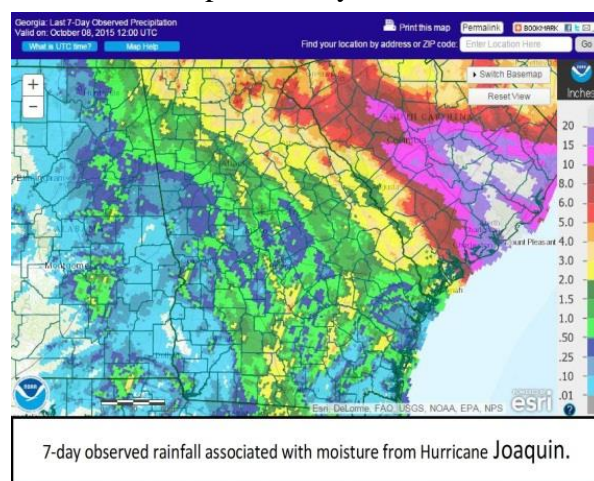 Georgia: Last 7-Day Observed Precipitation
Valid on: October 08, 2015 12:00 UTC
Print this map
Permalink
BOOKMARK
What is UTC time?
Map Help
Find your location by address or ZIP code:
Enter Location Here
Go
+
−
Switch Basemap
Reset View
Inches
20
15
10
8.0
6.0
5.0
4.0
3.0
2.0
1.5
1.0
.50
.25
.10
.01
Mount Pleasant
Esri, DeLorme, FAO, USGS, NOAA, EPA, NPS
esri
7-day observed rainfall associated with moisture from Hurricane Joaquin.